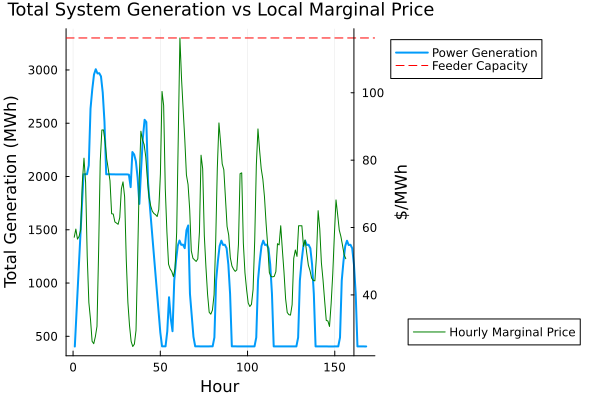 Total System Generation vs Local Marginal Price
Total Generation (MWh)
3000
2500
2000
1500
1000
500
0
50
100
150
Hour
100
80
60
40
$/MWh
Power Generation
Feeder Capacity
Hourly Marginal Price